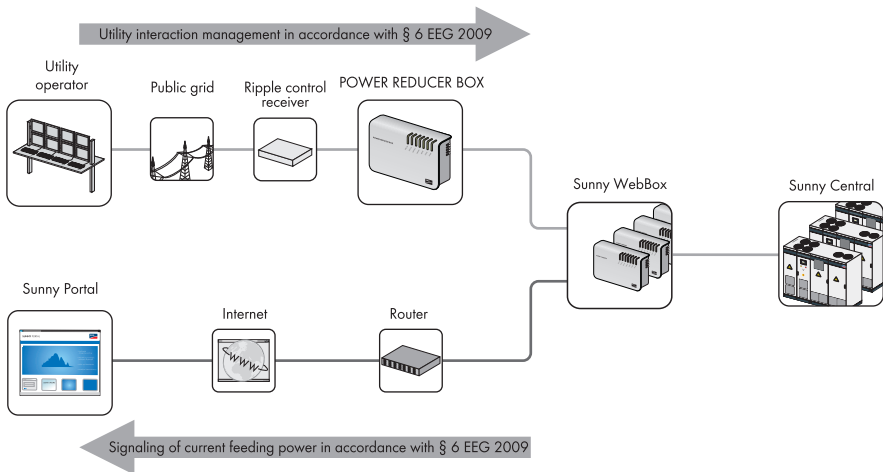 Utility interaction management in accordance with § 6 EEG 2009
Utility
operator
Public grid
Ripple control
receiver
POWER REDUCER BOX
Sunny WebBox
Sunny Central
Sunny Portal
Internet
Router
WWW
Signaling of current feeding power in accordance with § 6 EEG 2009